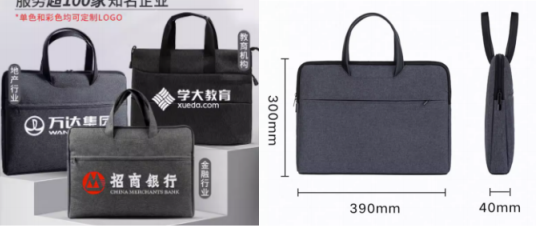 服务超100家知名企业
*单色和彩色均可定制LOGO
教育机构
地产行业
学大教育
xueda.com
万达集团
WAN
招商银行
CHINA MERCHANTS BANK
金融行业
300mm
390mm
40mm